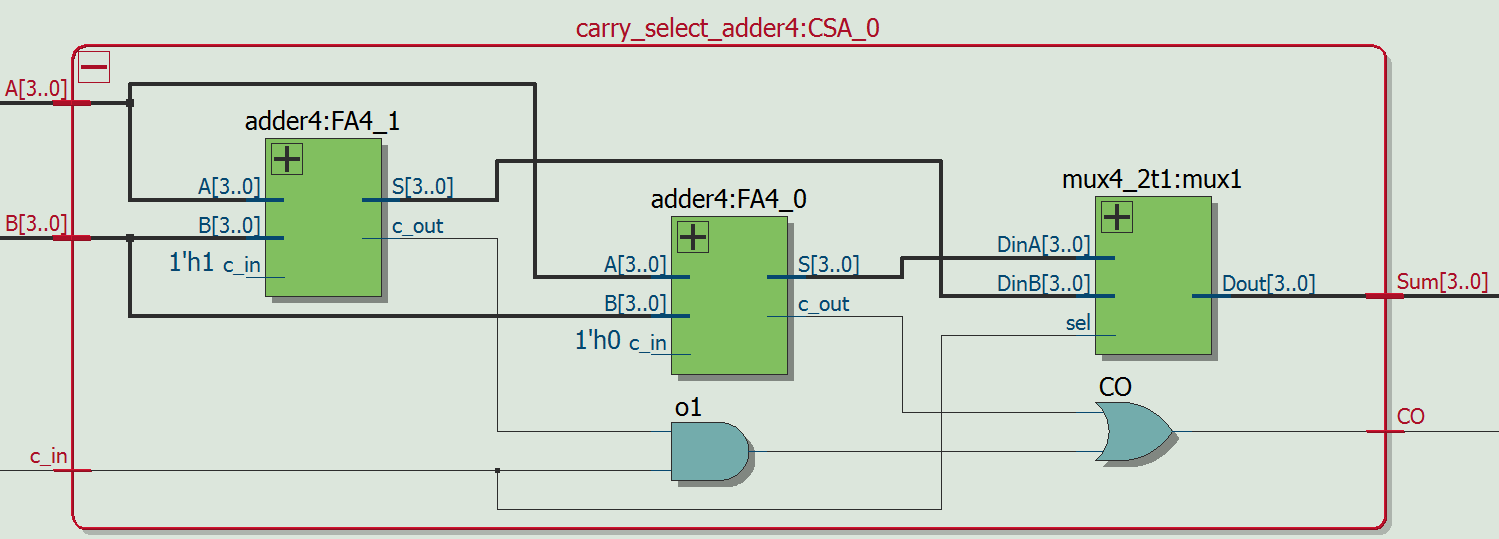 carry_select_adder4:CSA_0
A[3..0]
adder4:FA4_1
A[3..0]
S[3..0]
B[3..0]
B[3..0]
c_out
1'h1 c_in
adder4:FA4_0
A[3..0]
S[3..0]
B[3..0]
c_out
1'h0 c_in
mux4_2t1:mux1
DinA[3..0]
DinB[3..0]
Dout[3..0]
sel
Sum[3..0]
o1
CO
CO
c_in